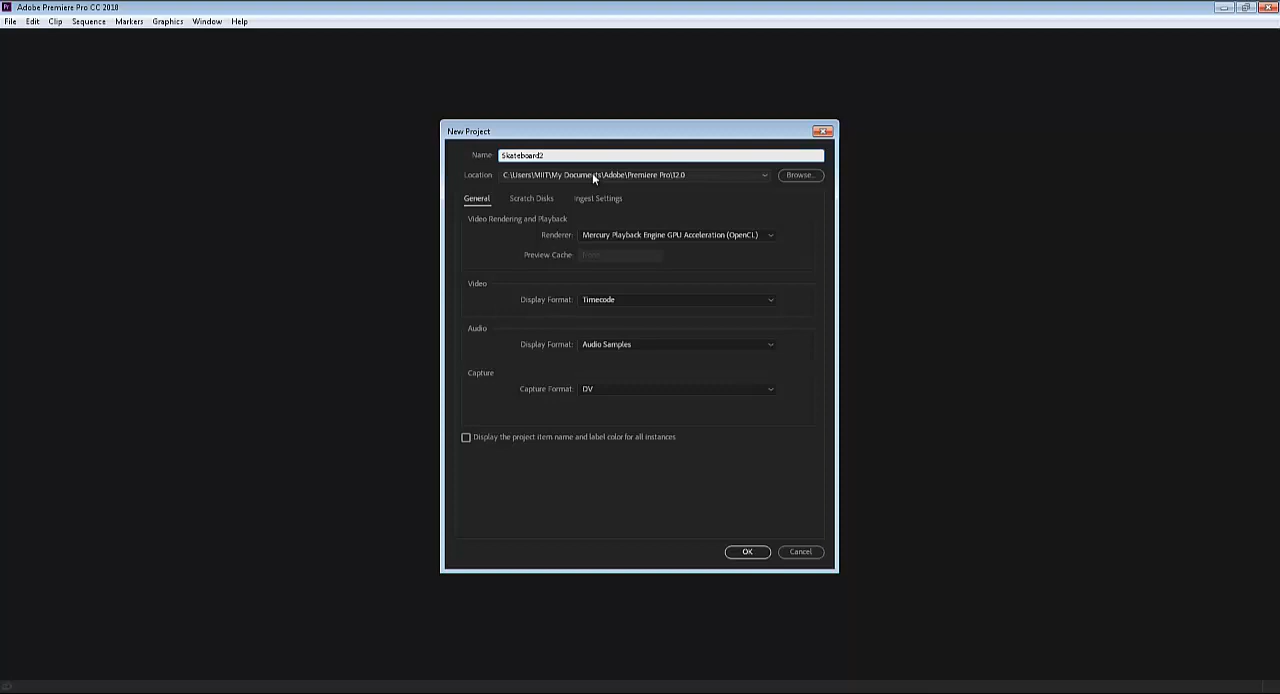 Adobe Premiere Pro CC 2018
File Edit Clip Sequence Markers Graphics Window Help
New Project
Name Skateboard2
Location C:\Users\MIIT\My Documents\Adobe\Premiere Pro\12.0 Browse...
General Scratch Disks Ingest Settings
Video Rendering and Playback
Renderer: Mercury Playback Engine GPU Acceleration (OpenCL)
Preview Cache:
Video
Display Format: Timecode
Audio
Display Format: Audio Samples
Capture
Capture Format: DV
Display the project item name and label color for all instances
OK Cancel